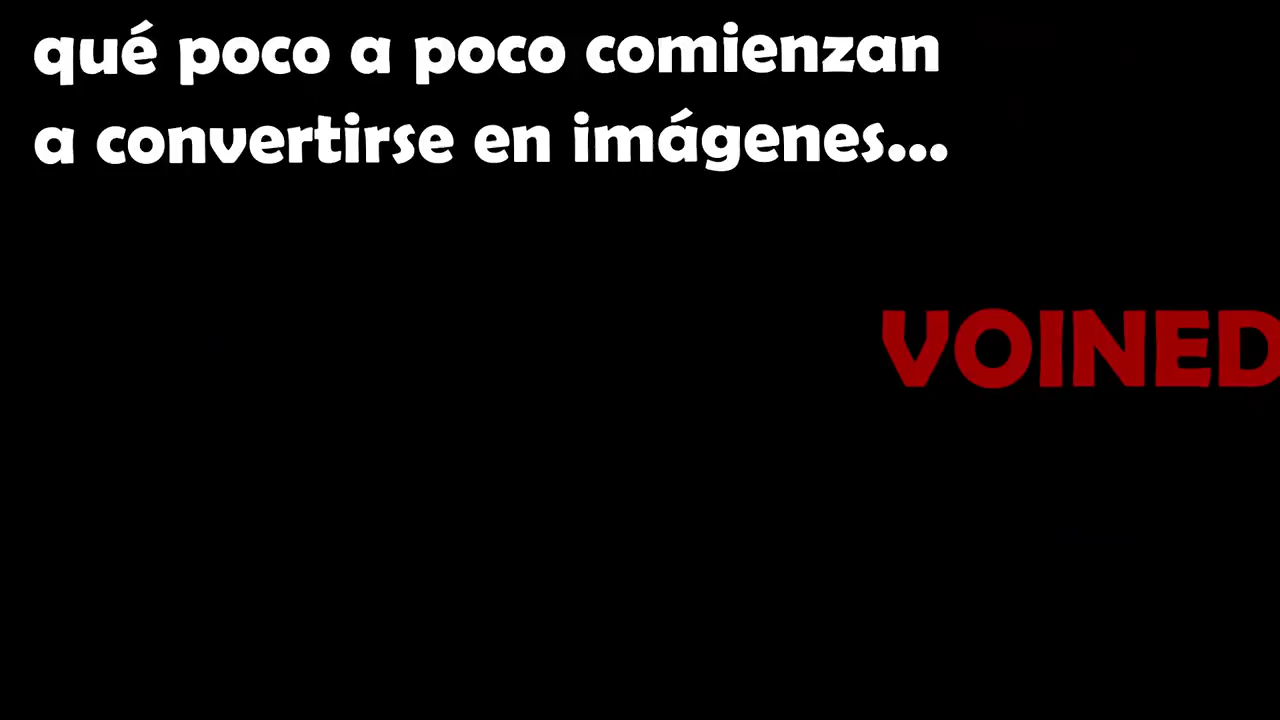 qué poco a poco comienzan
a convertirse en imágenes...
VOINED